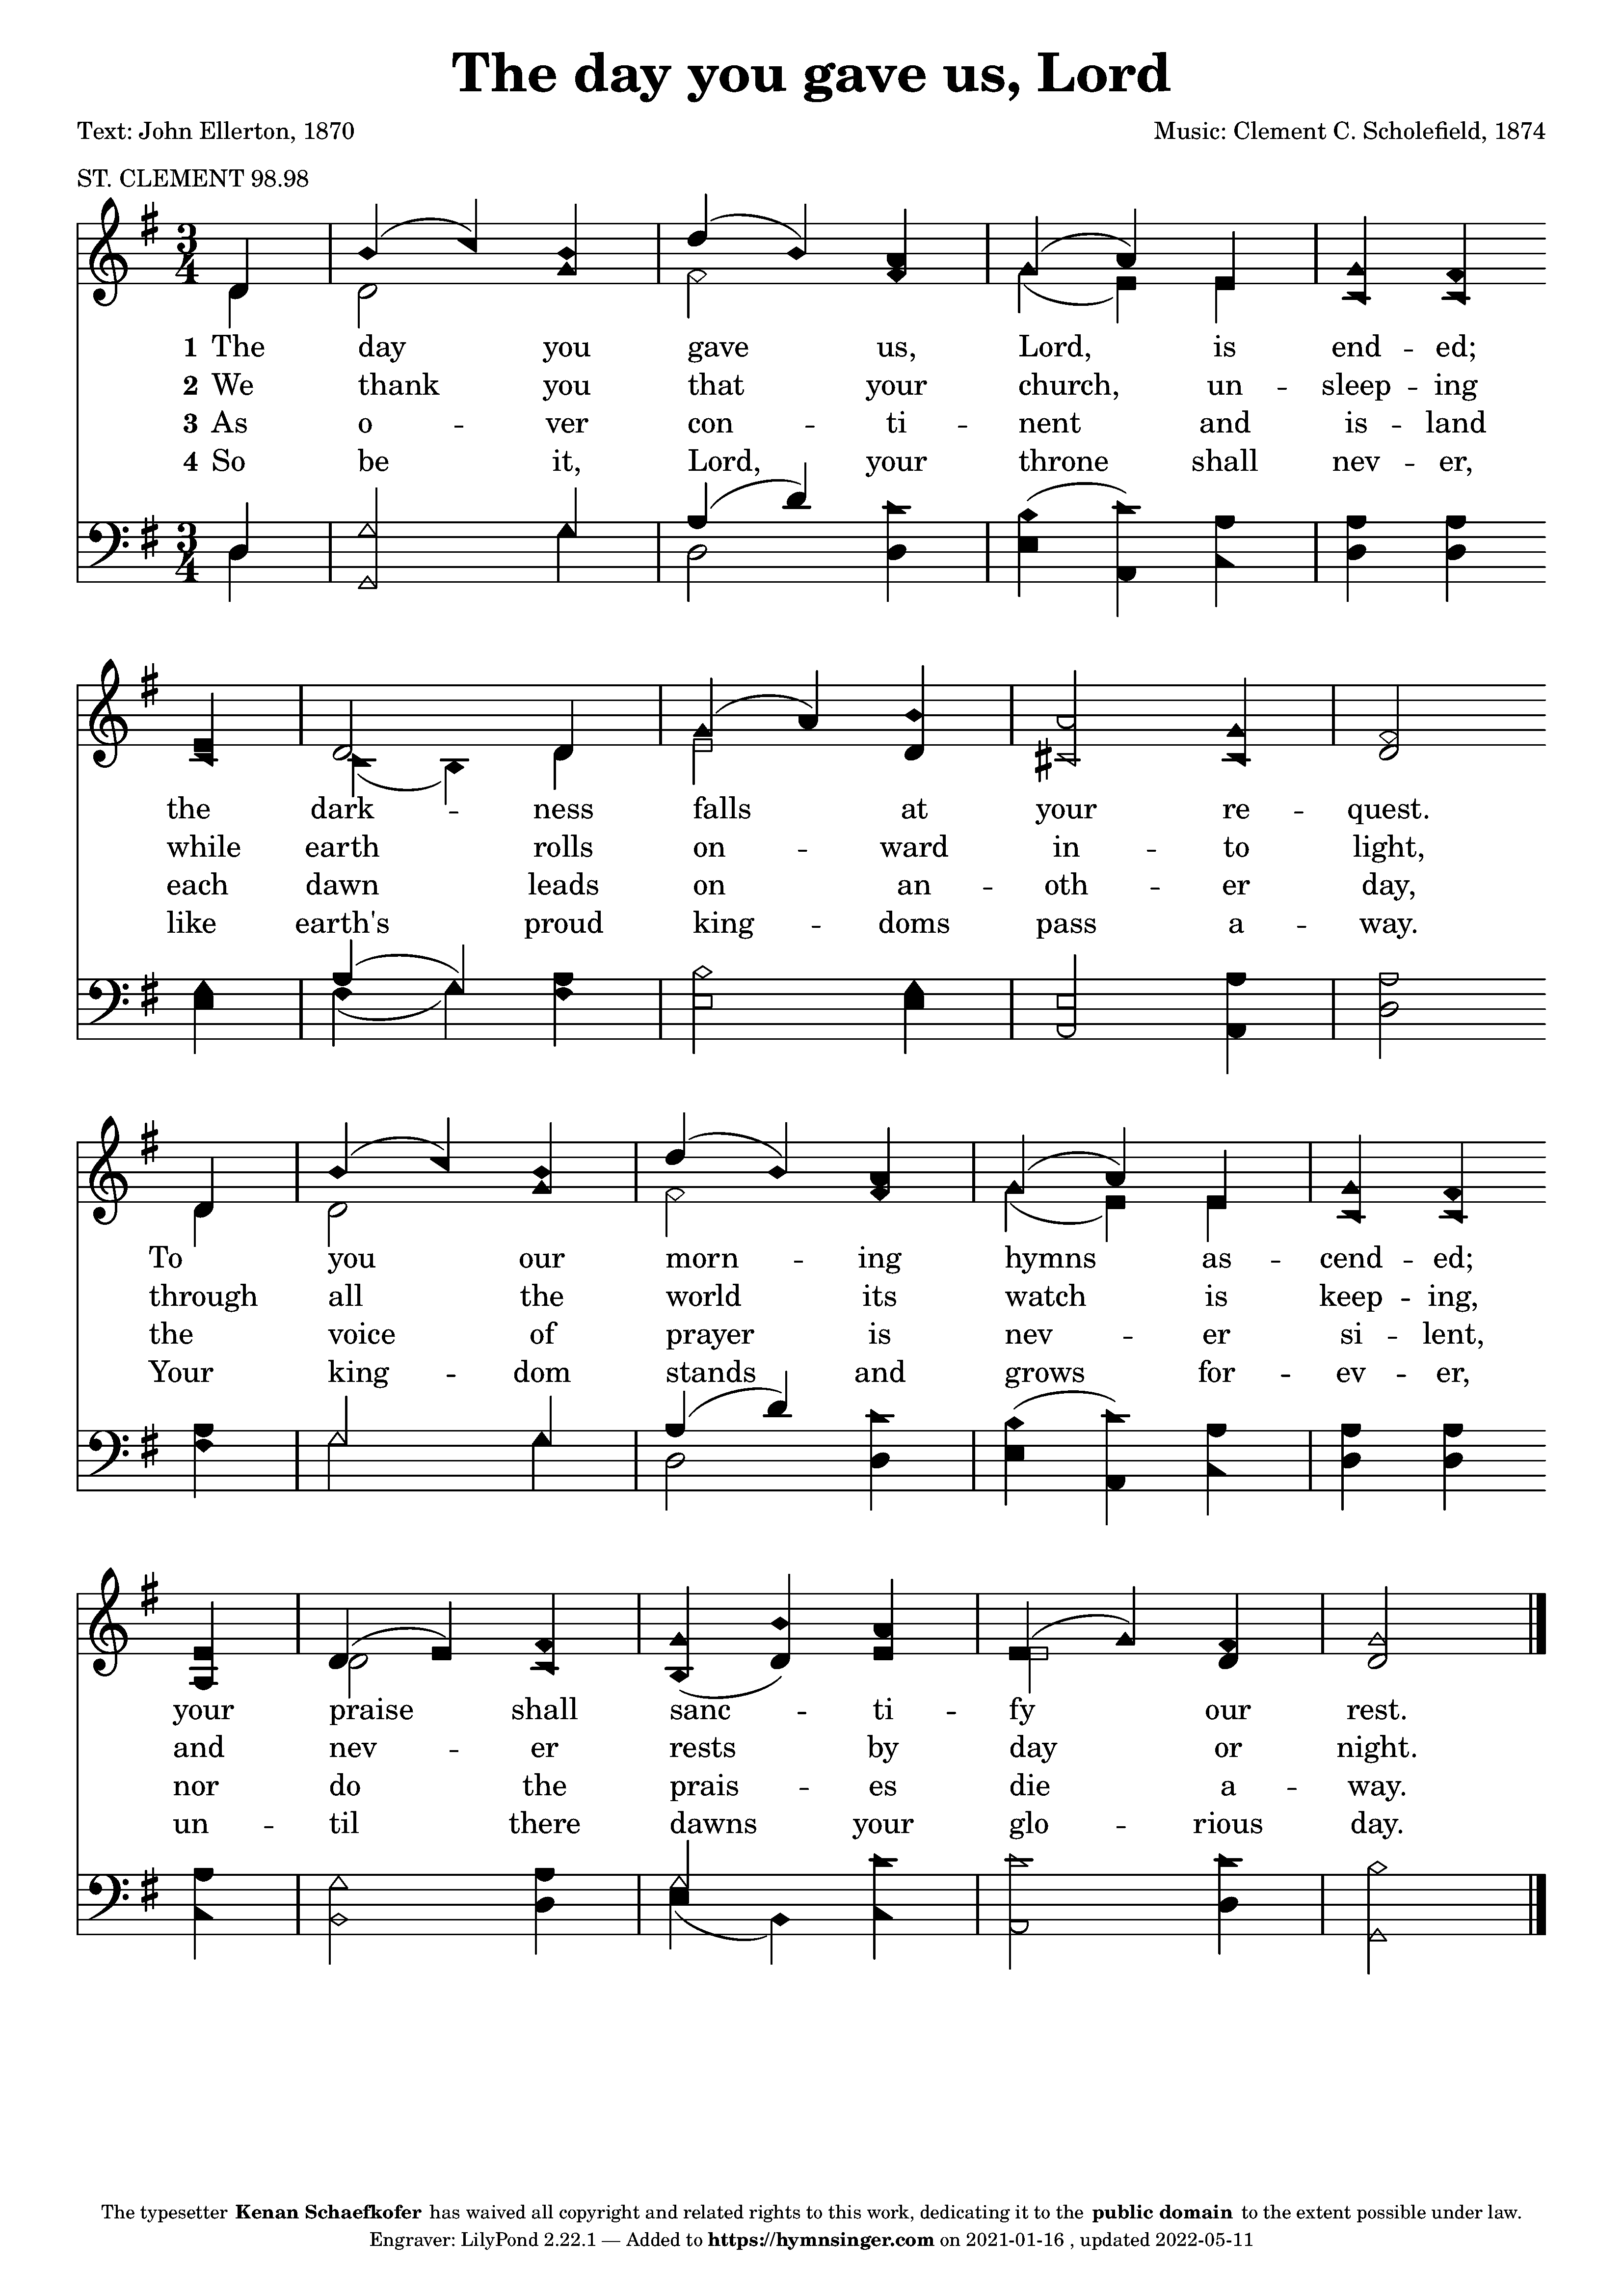 The day you gave us, Lord
Text: John Ellerton, 1870
Music: Clement C. Scholefield, 1874
ST. CLEMENT 98.98
3
4
1 The day you gave us, Lord, is end - ed;
2 We thank you that your church, un - sleep - ing
3 As o - ver con - ti - nent and is - land
4 So be it, Lord, your throne shall nev - er,
3
4
the dark - ness falls at your re - quest.
while earth rolls on - ward in - to light,
each dawn leads on an - oth - er day,
like earth's proud king - doms pass a - way.
To you our morn - ing hymns as - cend - ed;
through all the world its watch is keep - ing,
the voice of prayer is nev - er si - lent,
Your king - dom stands and grows for - ev - er,
your praise shall sanc - ti - fy our rest.
and nev - er rests by day or night.
nor do the prais - es die a - way.
un - til there dawns your glo - rious day.
The typesetter Kenan Schaefkofer has waived all copyright and related rights to this work, dedicating it to the public domain to the extent possible under law.
Engraver: LilyPond 2.22.1 — Added to https://hymnsinger.com on 2021-01-16 , updated 2022-05-11